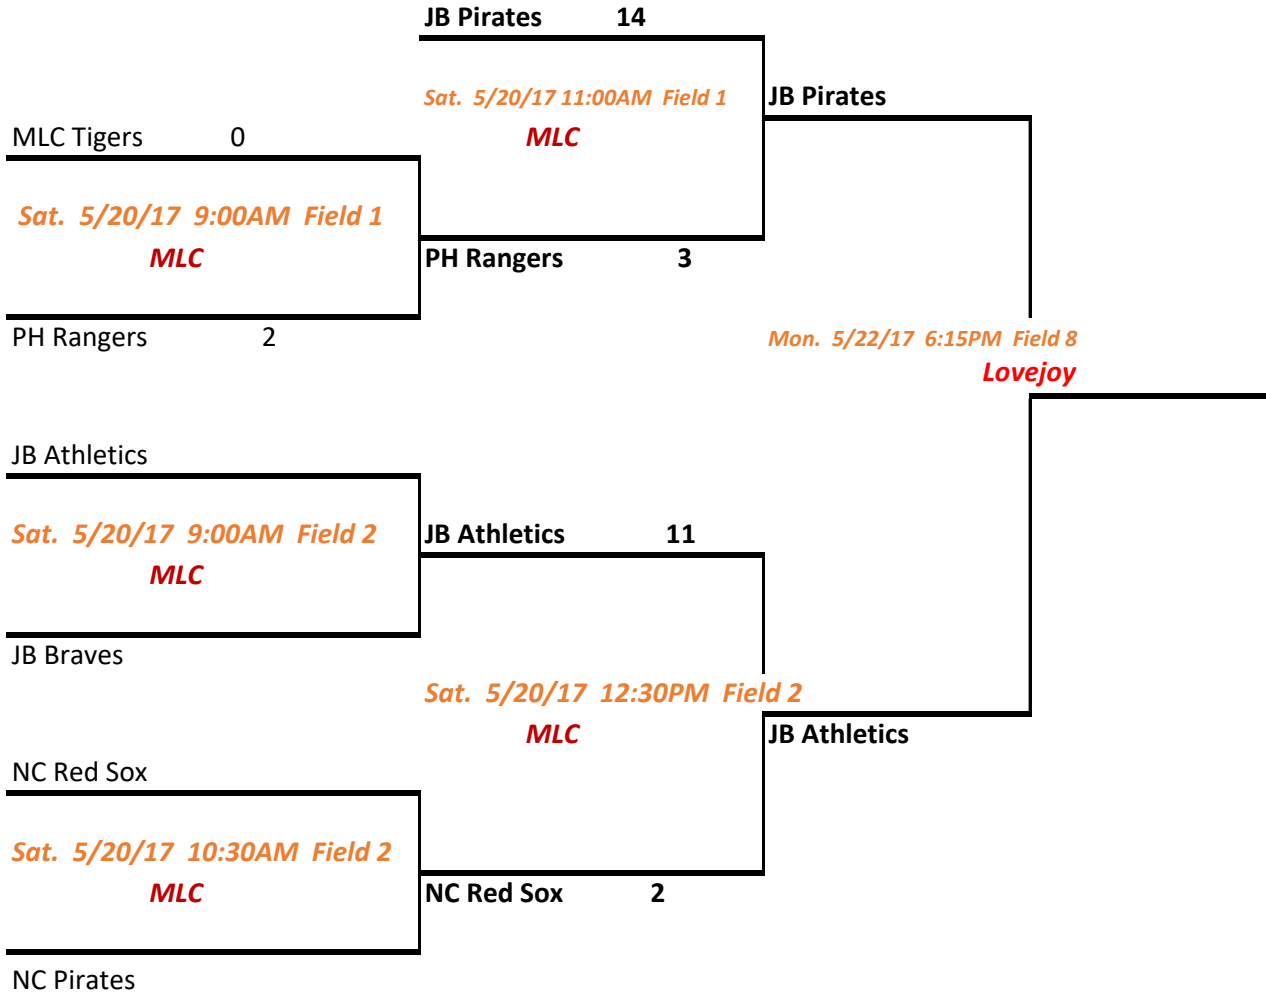 JB Pirates 14
Sat. 5/20/17 11:00AM Field 1
JB Pirates
MLC Tigers 0
MLC
Sat. 5/20/17 9:00AM Field 1
MLC
PH Rangers 3
PH Rangers 2
Mon. 5/22/17 6:15PM Field 8
Lovejoy
JB Athletics
Sat. 5/20/17 9:00AM Field 2
JB Athletics 11
MLC
JB Braves
Sat. 5/20/17 12:30PM Field 2
MLC
JB Athletics
NC Red Sox
Sat. 5/20/17 10:30AM Field 2
MLC
NC Red Sox 2
NC Pirates